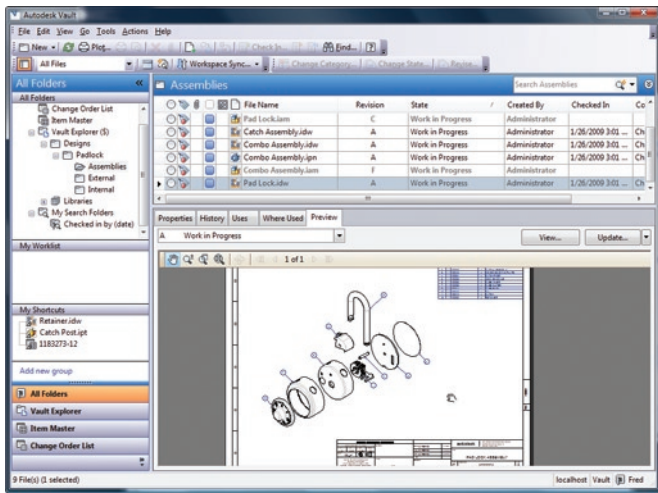 Autodesk Vault
File Edit View Go Tools Actions Help
New Plot... Check In... Find...
All Files Workspace Sync... Change Category... Change State... Revise...
All Folders
All Folders
Change Order List
Item Master
Vault Explorer ($)
Designs
Padlock
Assemblies
External
Internal
Libraries
My Search Folders
Checked in by (date)
My Worklist
My Shortcuts
Retainer.idw
Catch Post.ipt
1183273-12
Add new group
All Folders
Vault Explorer
Item Master
Change Order List
Assemblies Search Assemblies
File Name Revision State Created By Checked In Co
Pad Lock.iam C Work in Progress Administrator
Catch Assembly.idw A Work in Progress Administrator 1/26/2009 3:01 ... Ch
Combo Assembly.idw A Work in Progress Administrator 1/26/2009 3:01 ... Ch
Combo Assembly.ipn A Work in Progress Administrator 1/26/2009 3:01 ... Ch
Combo Assembly.iam F Work in Progress Administrator
Pad Lock.idw A Work in Progress Administrator 1/26/2009 3:01 ... Ch
Properties History Uses Where Used Preview
A Work in Progress View... Update...
1 of 1
PAD LOCK ASSEMBLY
9 File(s) (1 selected) localhost Vault Fred